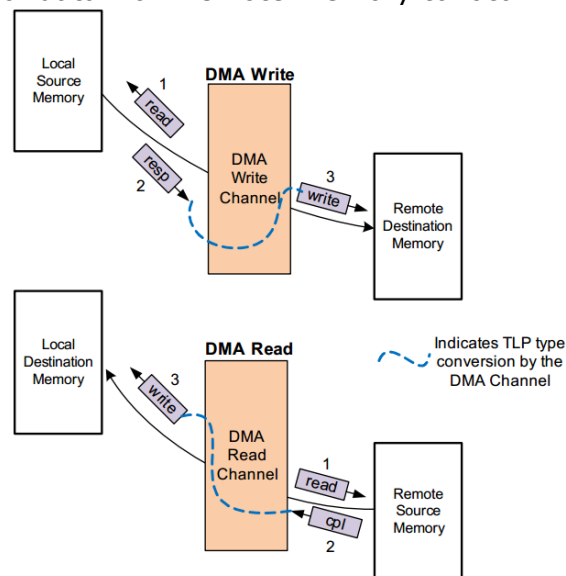 DMA Write
Local
Source
Memory
1
read
resp
2
DMA
Write
Channel
3
write
Remote
Destination
Memory
DMA Read
Local
Destination
Memory
3
write
DMA
Read
Channel
1
read
cpl
2
Remote
Source
Memory
Indicates TLP type
conversion by the
DMA Channel